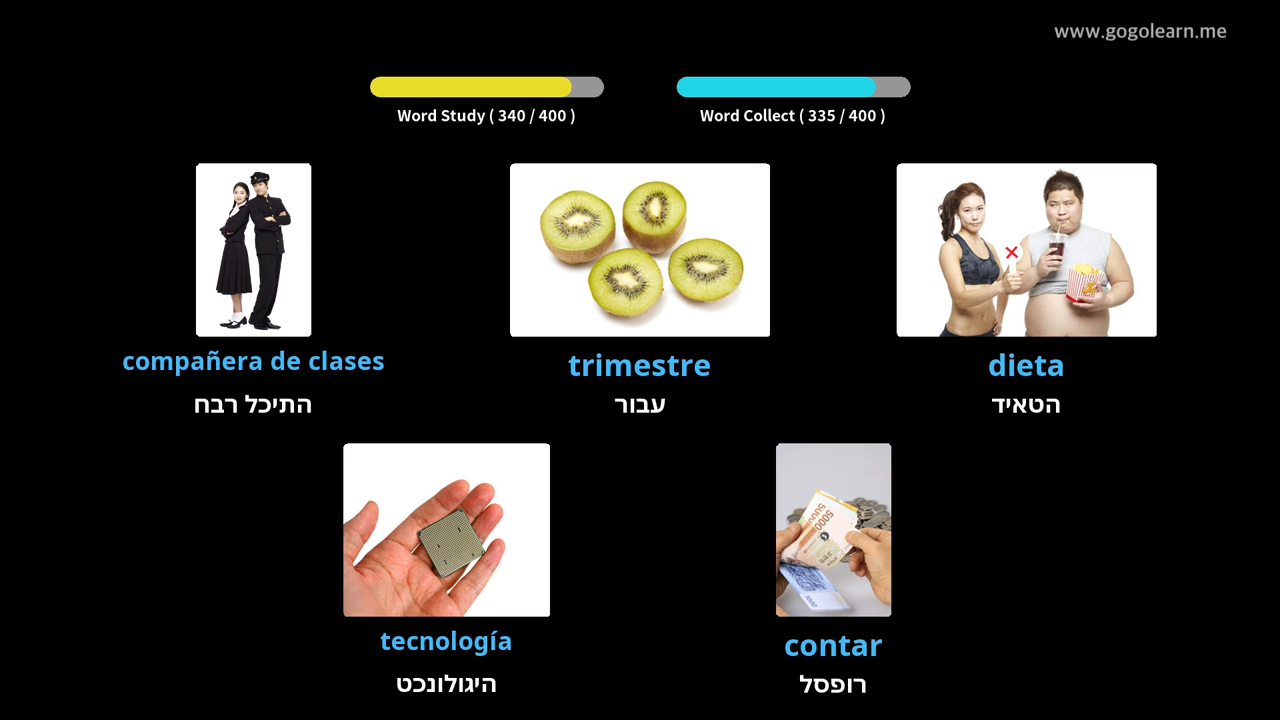 www.gogolearn.me
Word Study ( 340 / 400 )
Word Collect ( 335 / 400 )
compañera de clases
התיכל רבח
trimestre
עבור
dieta
הטאיד
tecnología
היגולונכט
contar
רופסל